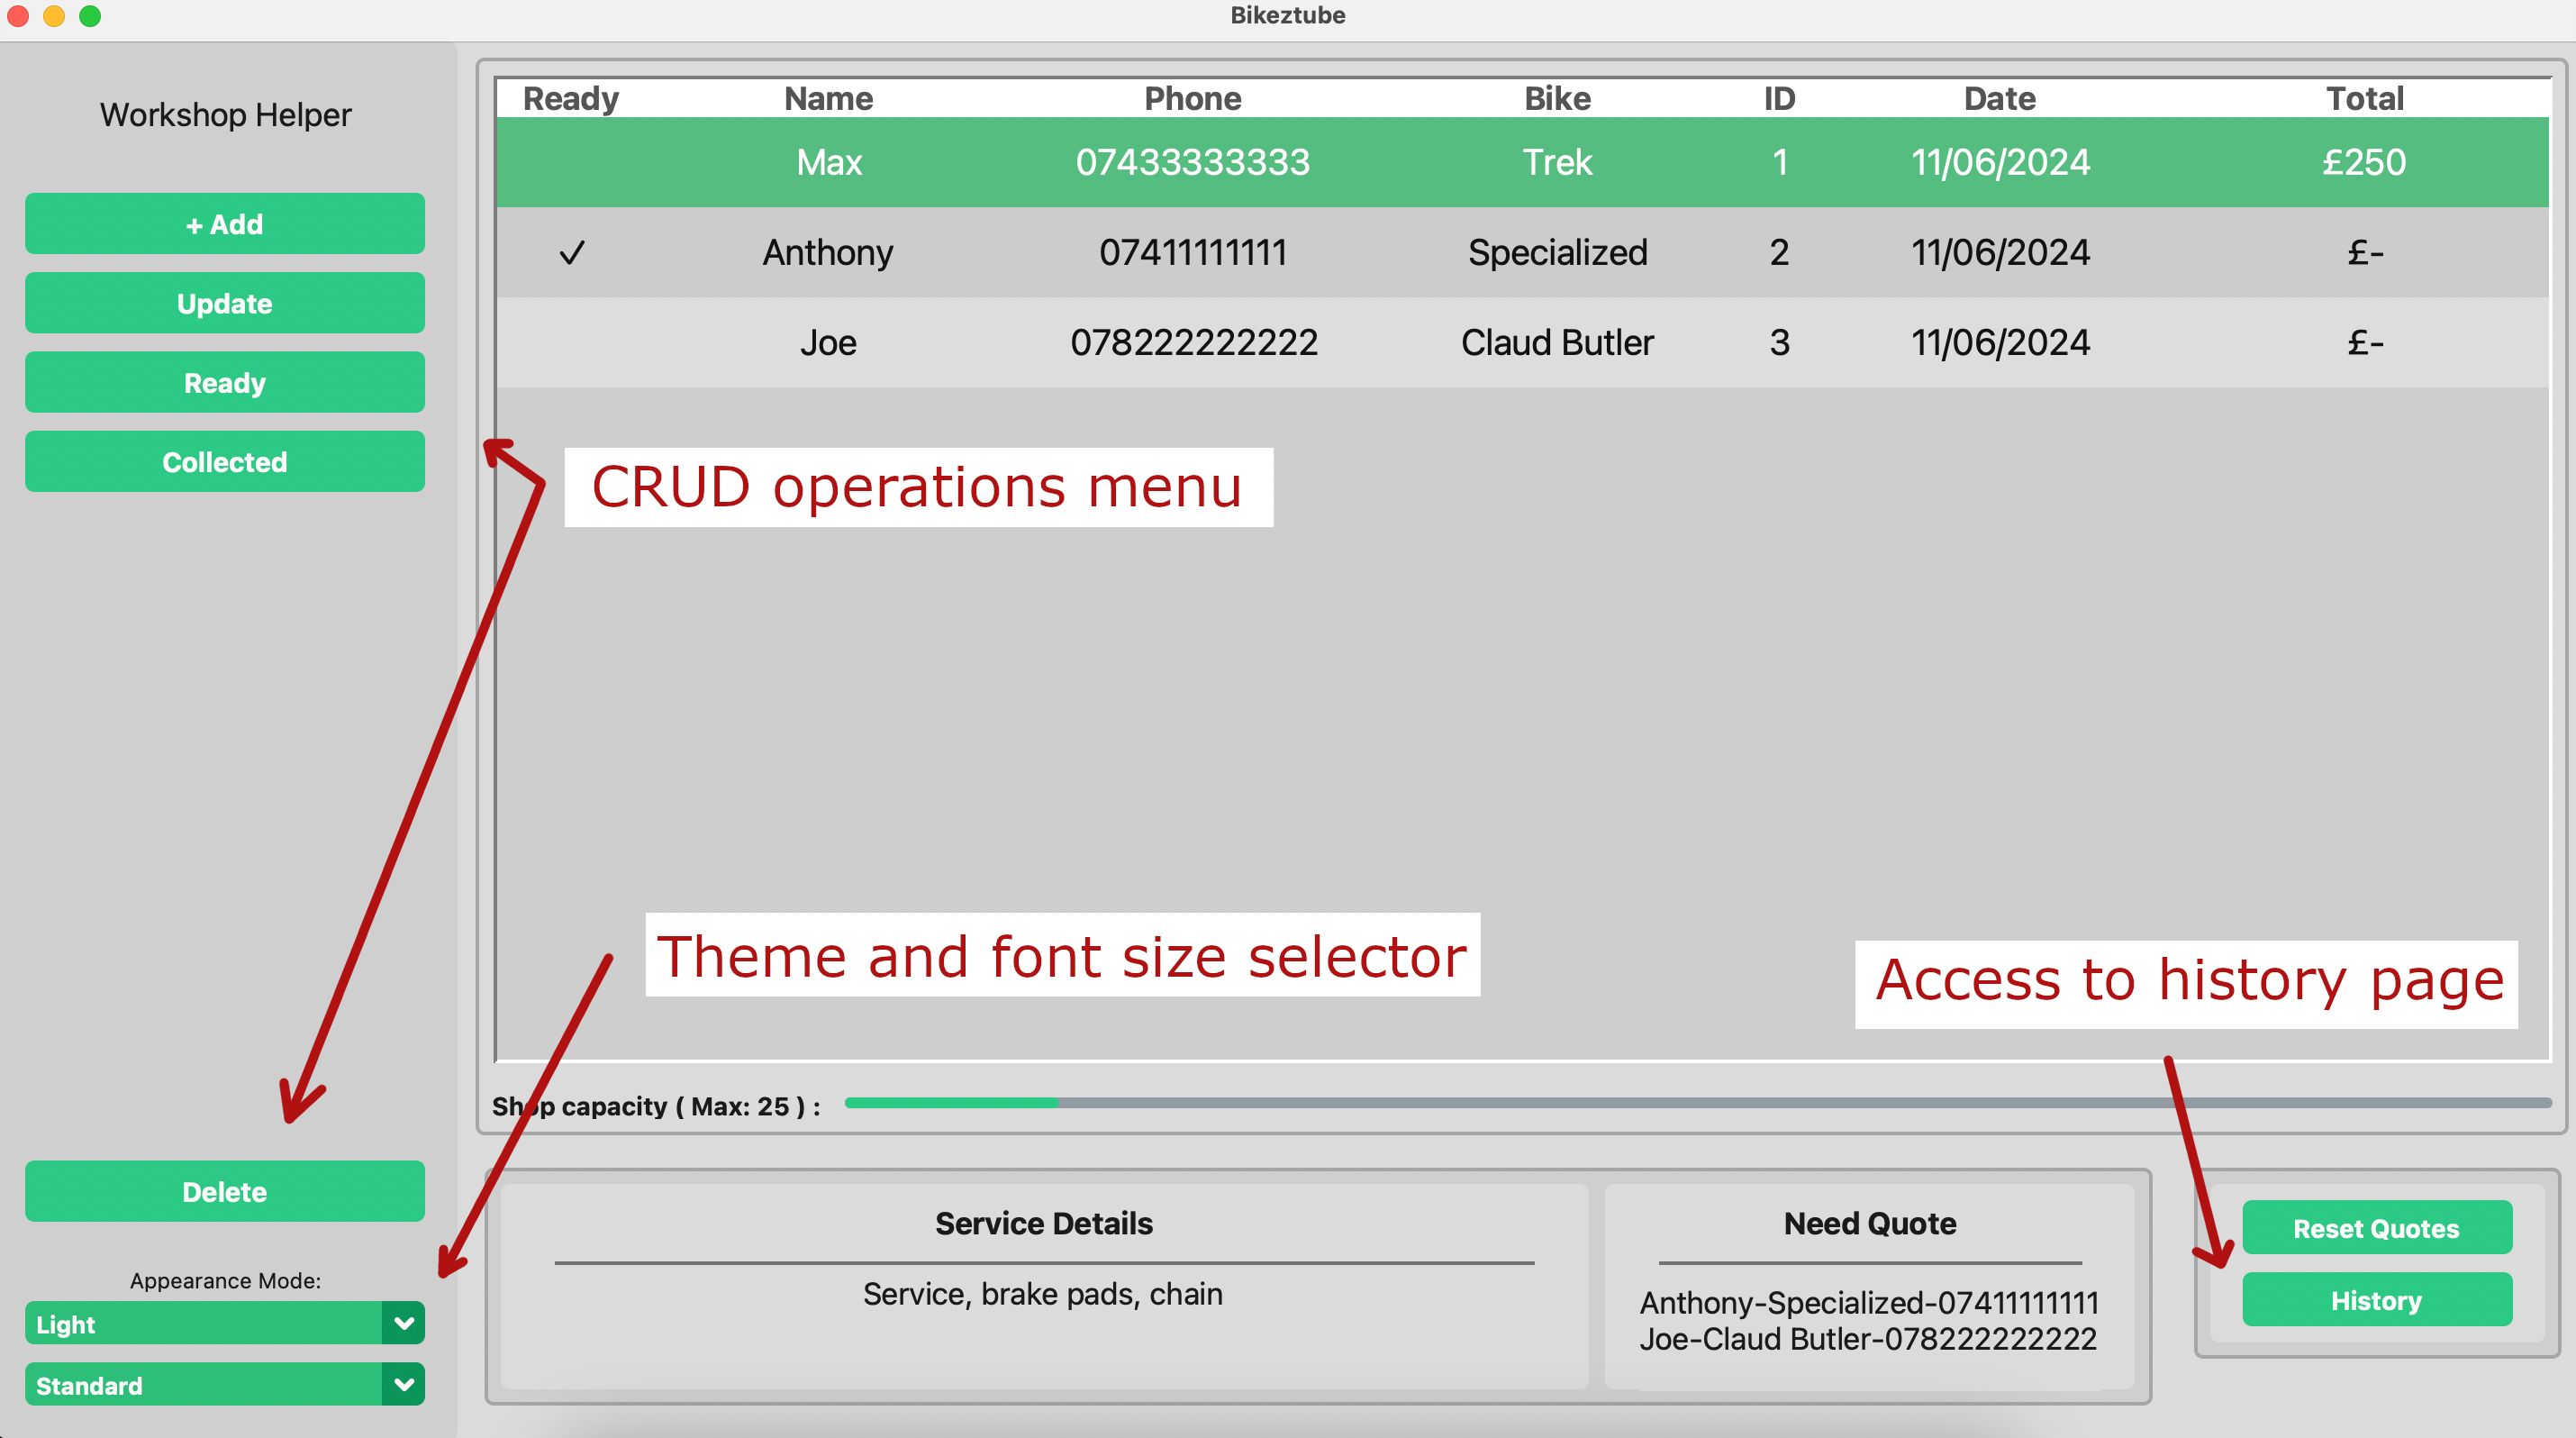 Bikeztube
Workshop Helper
+ Add
Update
Ready
Collected
Ready Name Phone Bike ID Date Total
Max 07433333333 Trek 1 11/06/2024 £250
✓ Anthony 07411111111 Specialized 2 11/06/2024 £-
Joe 078222222222 Claud Butler 3 11/06/2024 £-
CRUD operations menu
Theme and font size selector
Access to history page
Shop capacity ( Max: 25 ) :
Delete
Appearance Mode:
Light
Standard
Service Details
Service, brake pads, chain
Need Quote
Anthony-Specialized-07411111111
Joe-Claud Butler-078222222222
Reset Quotes
History